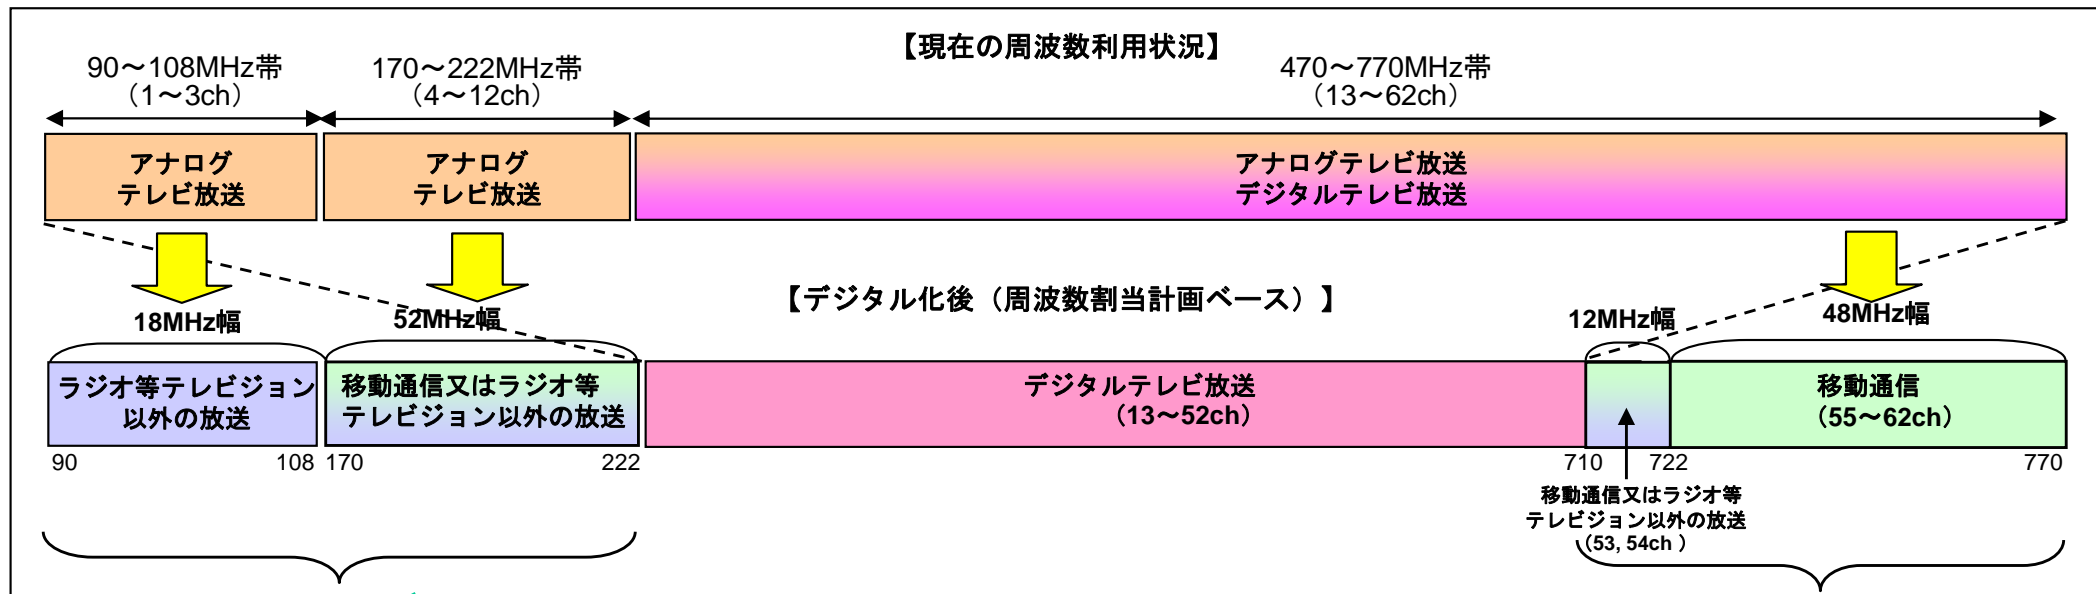 【現在の周波数利用状況】
90～108MHz帯
（1～3ch）
170～222MHz帯
（4～12ch）
470～770MHz帯
（13～62ch）
アナログ
テレビ放送
アナログ
テレビ放送
アナログテレビ放送
デジタルテレビ放送
【デジタル化後（周波数割当計画ベース）】
18MHz幅
52MHz幅
12MHz幅
48MHz幅
ラジオ等テレビジョン
以外の放送
移動通信又はラジオ等
テレビジョン以外の放送
デジタルテレビ放送
（13～52ch）
移動通信
（55～62ch）
90
108
170
222
710
722
770
移動通信又はラジオ等
テレビジョン以外の放送
（53, 54ch ）